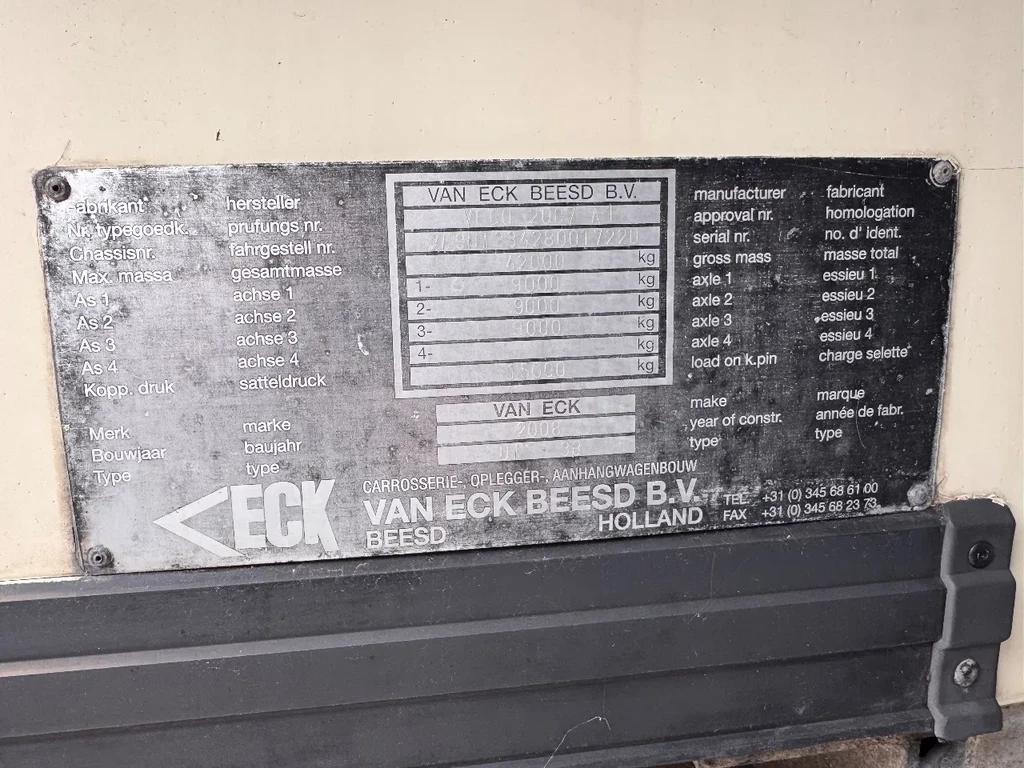 Fabrikant hersteller VAN ECK BEESD B.V. manufacturer fabricant
Nr. typegoedk. prufungs nr. approval nr. homologation
Chassisnr. fahrgestell nr. serial nr. no. d' ident.
Max. massa gesamtmasse 42000 kg gross mass masse total
As 1 achse 1 1- 9000 kg axle 1 essieu 1
As 2 achse 2 2- 9000 kg axle 2 essieu 2
As 3 achse 3 3- 9000 kg axle 3 essieu 3
As 4 achse 4 4- kg axle 4 essieu 4
Kopp. druk satteldruck 15000 kg load on k.pin charge selette
Merk marke VAN ECK make marque
Bouwjaar baujahr 2008 year of constr. année de fabr.
Type type type type
<ECK CARROSSERIE-, OPLEGGER-, AANHANGWAGENBOUW
VAN ECK BEESD B.V. TEL +31 (0) 345 68 61 00
BEESD HOLLAND FAX +31 (0) 345 68 23 73